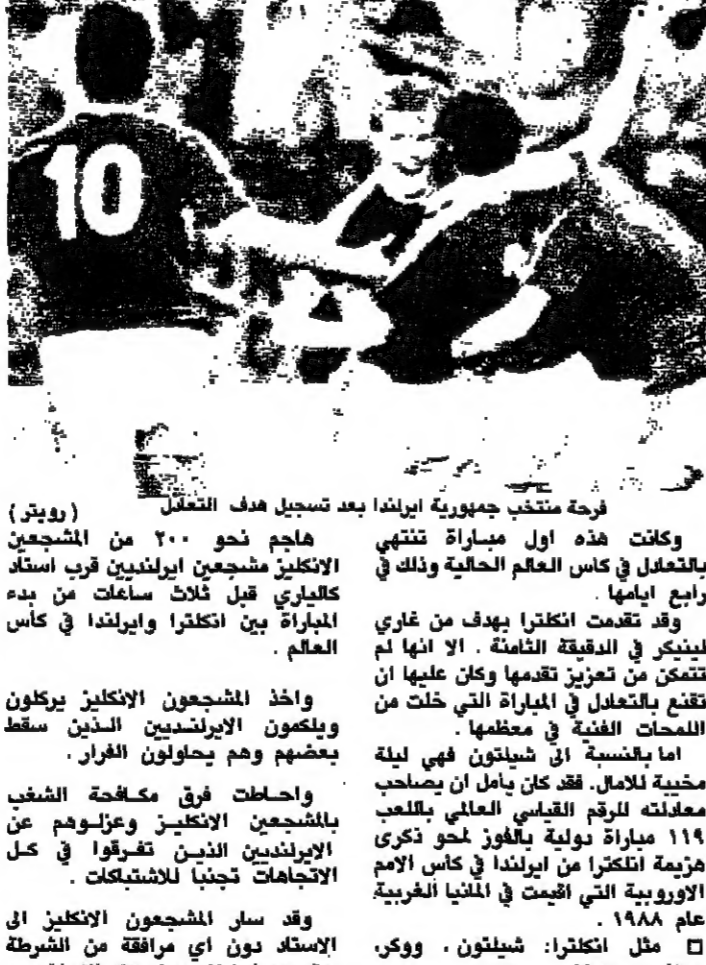 10
فرحة منتخب جمهورية ايرلندا بعد تسجيل هدف التعادل (رويتر)
وكانت هذه اول مباراة تنتهي
بالتعادل في كاس العالم الحالية وذلك في
رابع ايامها .
وقد تقدمت انكلترا بهدف من غاري
لينيكر في الدقيقة الثامنة . الا انها لم
تتمكن من تعزيز تقدمها وكان عليها ان
تقنع بالتعادل في المباراة التي خلت من
اللمحات الفنية في معظمها .
اما بالنسبة الى شيلتون فهي ليلة
مخيبة للامال. فقد كان يأمل ان يصاحب
معادلته للرقم القياسي العالمي باللعب
١١٩ مباراة دولية بالفوز لمحو ذكرى
هزيمة انلكترا من ايرلندا في كأس الامم
الاوروبية التي اقيمت في المانيا الغربية
عام ١٩٨٨ .
□ مثل انكلترا: شيلتون ، ووكر،
هاجم نحو ٢٠٠ من المشجعين
الانكليز مشجعين ايرلنديين قرب استاد
كالياري قبل ثلاث ساعات من بدء
المباراة بين انكلترا وايرلندا في كأس
العالم .
واخذ المشجعون الانكليز يركلون
ويلكمون الايرلنديين الذين سقط
بعضهم وهم يحاولون الفرار .
واحاطت فرق مكافحة الشغب
بالمشجعين الانكليز وعزلوهم عن
الايرلنديين الذين تفرقوا في كل
الاتجاهات تجنبا للاشتباكات .
وقد سار المشجعون الانكليز الى
الاستاد دون اي مرافقة من الشرطة